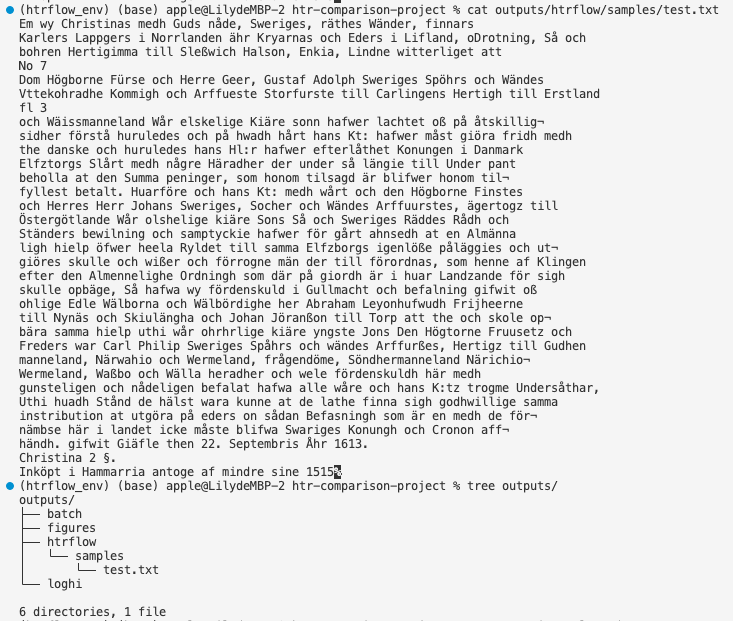 (htrflow_env) (base) apple@LilydeMBP-2 htr-comparison-project % cat outputs/htrflow/samples/test.txt
Em wy Christinas medh Guds nåde, Sweriges, räthes Wänder, finnars
Karlers Lappgers i Norrlanden ähr Kryarnas och Eders i Lifland, oDrotning, Så och
bohren Hertigimma till Sleßwich Halson, Enkia, Lindne witterliget att
No 7
Dom Högborne Fürse och Herre Geer, Gustaf Adolph Sweriges Spöhrs och Wändes
Vttekohradhe Kommigh och Arffueste Storfurste till Carlingens Hertigh till Erstland
fl 3
och Wäissmanneland Wår elskelige Kiäre sonn hafwer lachtet oß på åtskillig¬
sidher förstå huruledes och på hwadh hårt hans Kt: hafwer måst giöra fridh medh
the danske och huruledes hans Hl:r hafwer efterlåthet Konungen i Danmark
Elfztorgs Slårt medh någre Häradher der under så längie till Under pant
beholla at den Summa peninger, som honom tilsagd är blifwer honom til¬
fyllest betalt. Huarföre och hans Kt: medh wårt och den Högborne Finstes
och Herres Herr Johans Sweriges, Socher och Wändes Arffuurstes, ägertogz till
Östergötlande Wår olshelige kiäre Sons Så och Sweriges Räddes Rådh och
Ständers bewilning och samptyckie hafwer för gårt ahnsedh at en Almänna
ligh hielp öfwer heela Ryldet till samma Elfzborgs igenlöße påläggies och ut¬
giöres skulle och wißer och förrogne män der till förordnas, som henne af Klingen
efter den Almennelighe Ordningh som där på giordh är i huar Landzande för sigh
skulle opbäge, Så hafwa wy fördenskuld i Gullmacht och befalning gifwit oß
ohlige Edle Wälborna och Wälbördighe her Abraham Leyonhufwudh Frijheerne
till Nynäs och Skiulängha och Johan Jöranßon till Torp att the och skole op¬
bära samma hielp uthi wår ohrhrlige kiäre yngste Jons Den Högtorne Fruusetz och
Freders war Carl Philip Sweriges Spåhrs och wändes Arffurßes, Hertigz till Gudhen
manneland, Närwahio och Wermeland, frågendöme, Söndhermanneland Närichio¬
Wermeland, Waßbo och Wälla heradher och wele fördenskuldh här medh
gunsteligen och nådeligen befalat hafwa alle wåre och hans K:tz trogme Undersåthar,
Uthi huadh Stånd de hälst wara kunne at de lathe finna sigh godhwillige samma
instribution at utgöra på eders on sådan Befasningh som är en medh de för¬
nämbse här i landet icke måste blifwa Swariges Konungh och Cronon aff¬
händh. gifwit Giäfle then 22. Septembris Åhr 1613.
Christina 2 §.
Inköpt i Hammarria antoge af mindre sine 1515%
(htrflow_env) (base) apple@LilydeMBP-2 htr-comparison-project % tree outputs/
outputs/
├── batch
├── figures
├── htrflow
│   └── samples
│       └── test.txt
└── loghi
6 directories, 1 file